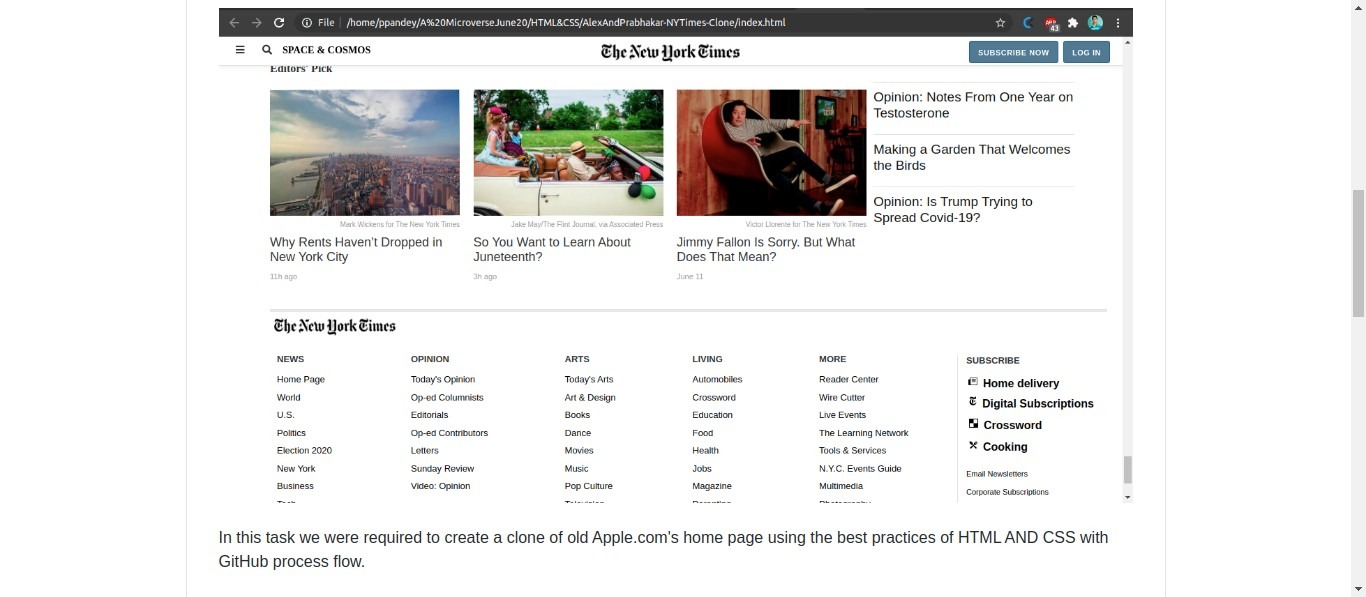 File /home/ppandey/A%20MicroverseJune20/HTML&CSS/AlexAndPrabhakar-NYTimes-Clone/index.html
43
SPACE & COSMOS
The New York Times
SUBSCRIBE NOW
LOG IN
Editors' Pick
Mark Wickens for The New York Times
Why Rents Haven't Dropped in
New York City
11h ago
Jake May/The Flint Journal, via Associated Press
So You Want to Learn About
Juneteenth?
3h ago
Victor Llorente for The New York Times
Jimmy Fallon Is Sorry. But What
Does That Mean?
June 11
Opinion: Notes From One Year on
Testosterone
Making a Garden That Welcomes
the Birds
Opinion: Is Trump Trying to
Spread Covid-19?
The New York Times
NEWS
Home Page
World
U.S.
Politics
Election 2020
New York
Business
Tech
OPINION
Today's Opinion
Op-ed Columnists
Editorials
Op-ed Contributors
Letters
Sunday Review
Video: Opinion
ARTS
Today's Arts
Art & Design
Books
Dance
Movies
Music
Pop Culture
Television
LIVING
Automobiles
Crossword
Education
Food
Health
Jobs
Magazine
Parenting
MORE
Reader Center
Wire Cutter
Live Events
The Learning Network
Tools & Services
N.Y.C. Events Guide
Multimedia
Photography
SUBSCRIBE
Home delivery
Digital Subscriptions
Crossword
Cooking
Email Newsletters
Corporate Subscriptions
In this task we were required to create a clone of old Apple.com's home page using the best practices of HTML AND CSS with
GitHub process flow.